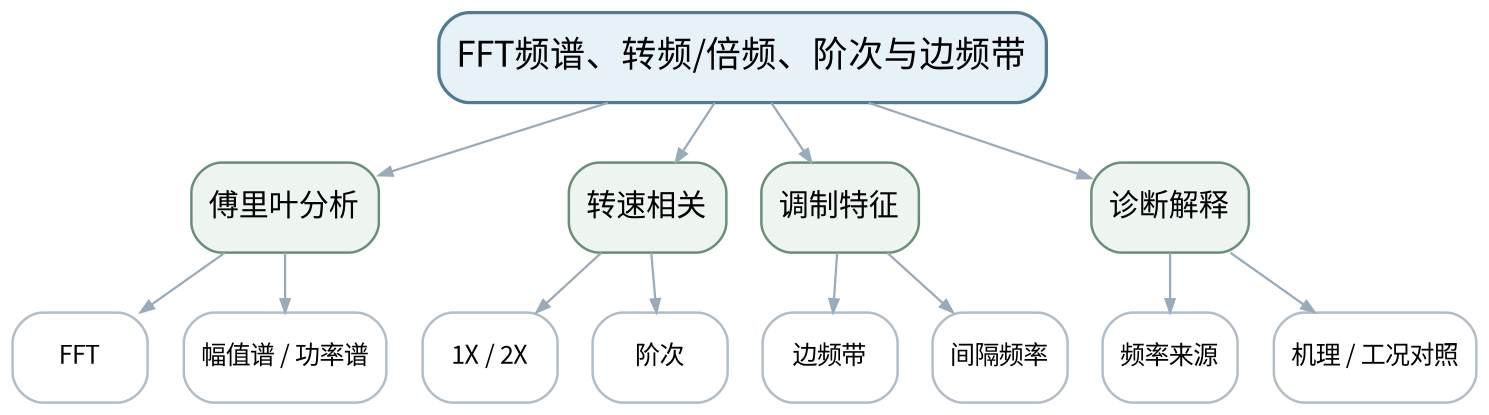 FFT频谱、转频/倍频、阶次与边频带
傅里叶分析
转速相关
调制特征
诊断解释
FFT
幅值谱 / 功率谱
1X / 2X
阶次
边频带
间隔频率
频率来源
机理 / 工况对照